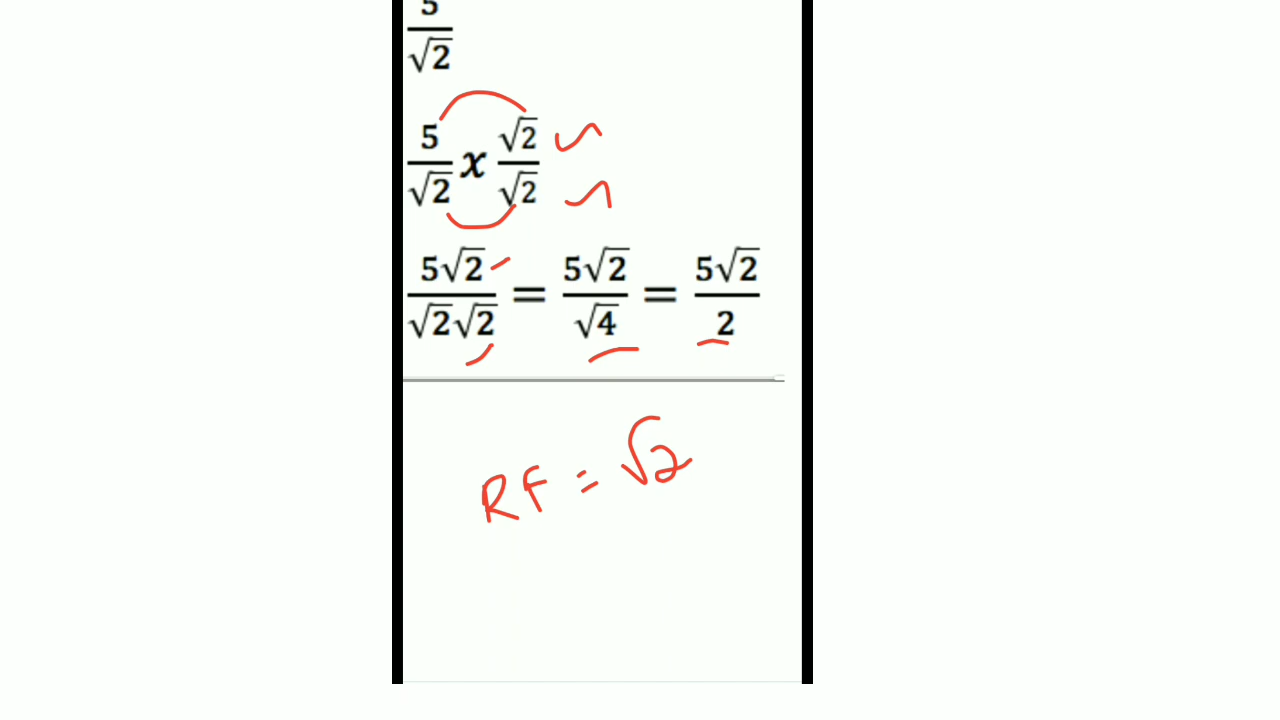 5/√2
5/√2 x √2/√2
5√2/√2√2 = 5√2/√4 = 5√2/2
RF = √2